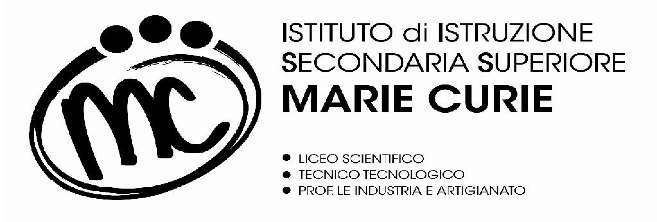 mc
ISTITUTO di ISTRUZIONE
SECONDARIA SUPERIORE
MARIE CURIE
• LICEO SCIENTIFICO
• TECNICO TECNOLOGICO
• PROF.LE INDUSTRIA E ARTIGIANATO